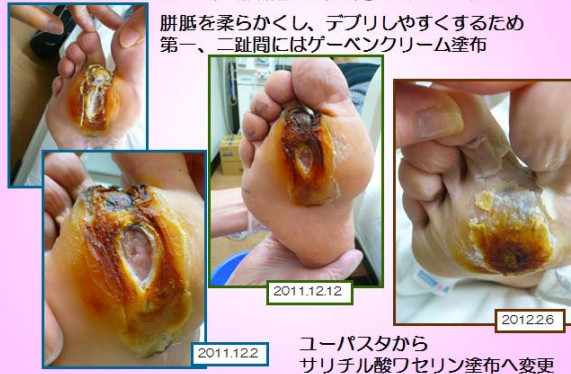 胼胝を柔らかくし、デブリしやすくするため
第一、二趾間にはゲーベンクリーム塗布
2011.12.12
2012.2.6
2011.12.2
ユーパスタから
サリチル酸ワセリン塗布へ変更